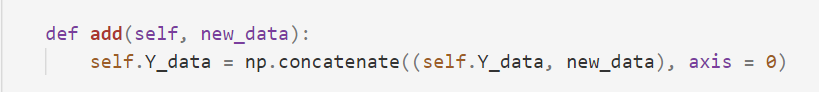 def add(self, new_data):
    self.Y_data = np.concatenate((self.Y_data, new_data), axis = 0)